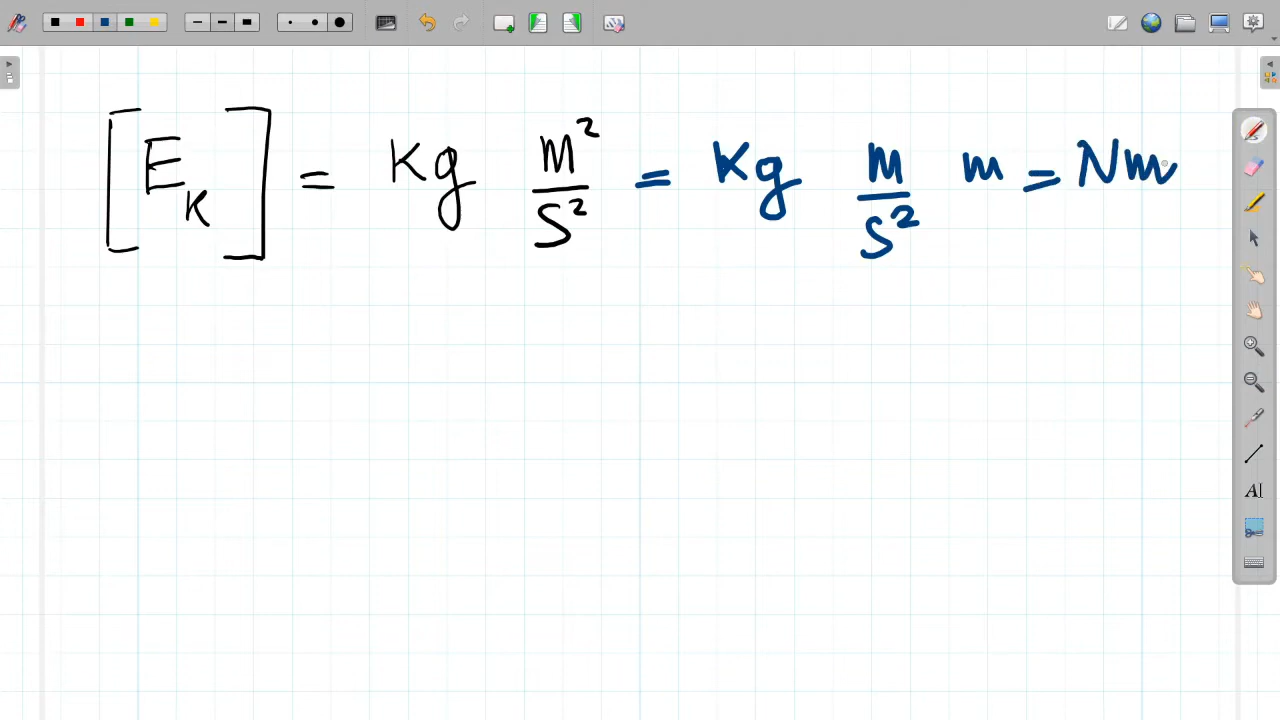 [E_K] = Kg m²/s² = Kg m/s² m = Nm